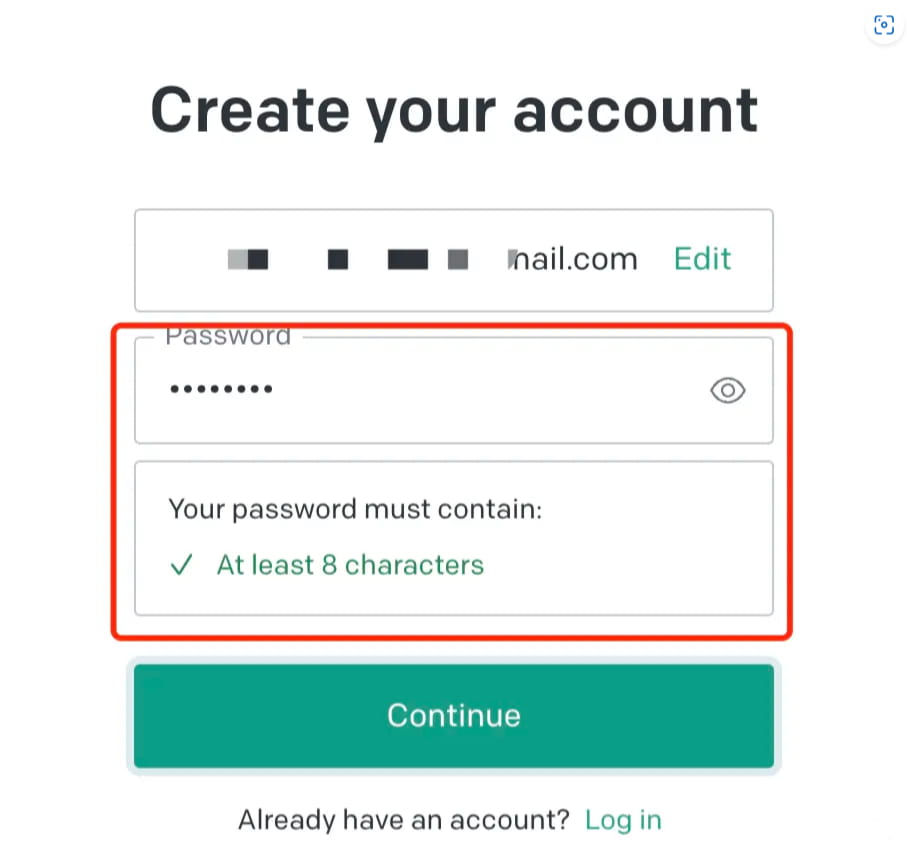 Create your account
nail.com Edit
Password
••••••••
Your password must contain:
✓ At least 8 characters
Continue
Already have an account? Log in